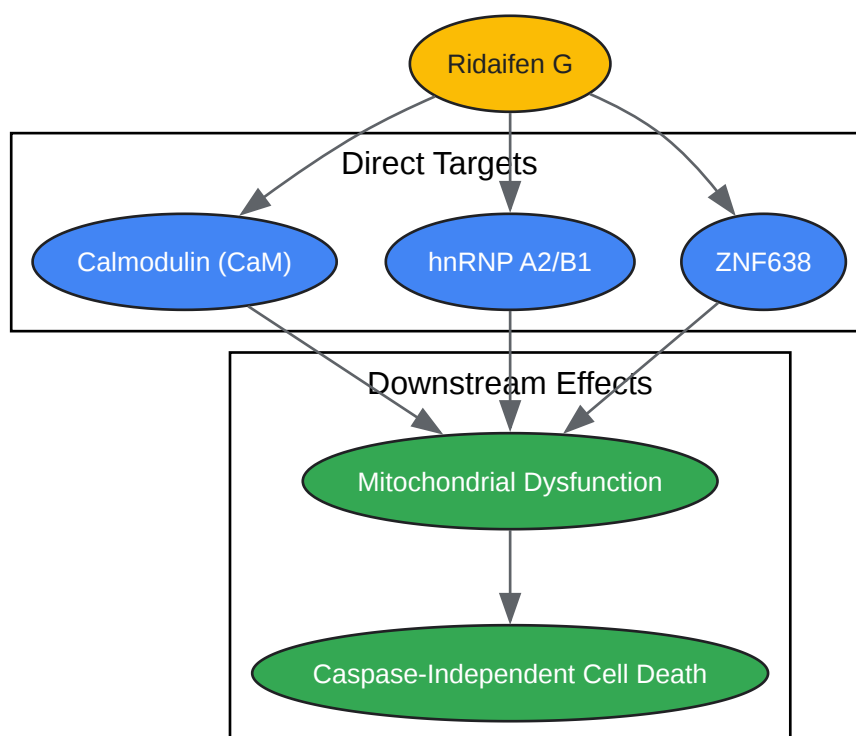 Ridaifen G
Direct Targets
Calmodulin (CaM)
hnRNP A2/B1
ZNF638
Downstream Effects
Mitochondrial Dysfunction
Caspase-Independent Cell Death